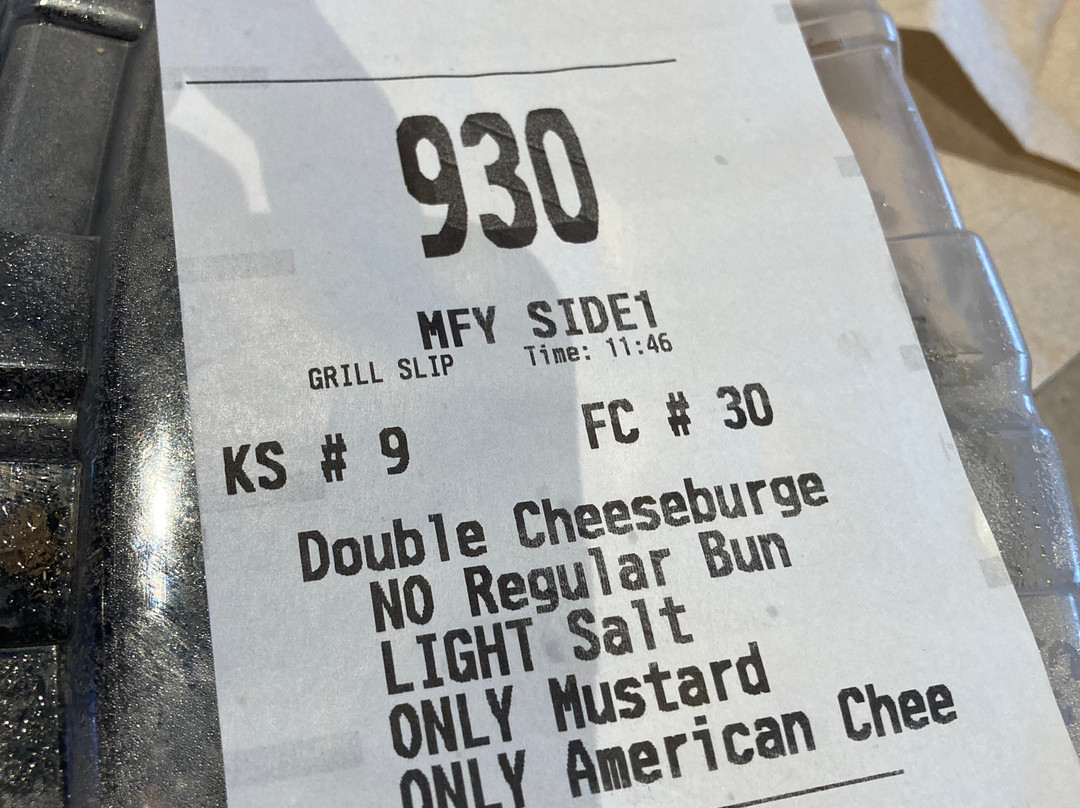 930
MFY SIDE1
GRILL SLIP Time: 11:46
KS # 9 FC # 30
Double Cheeseburge
NO Regular Bun
LIGHT Salt
ONLY Mustard
ONLY American Chee